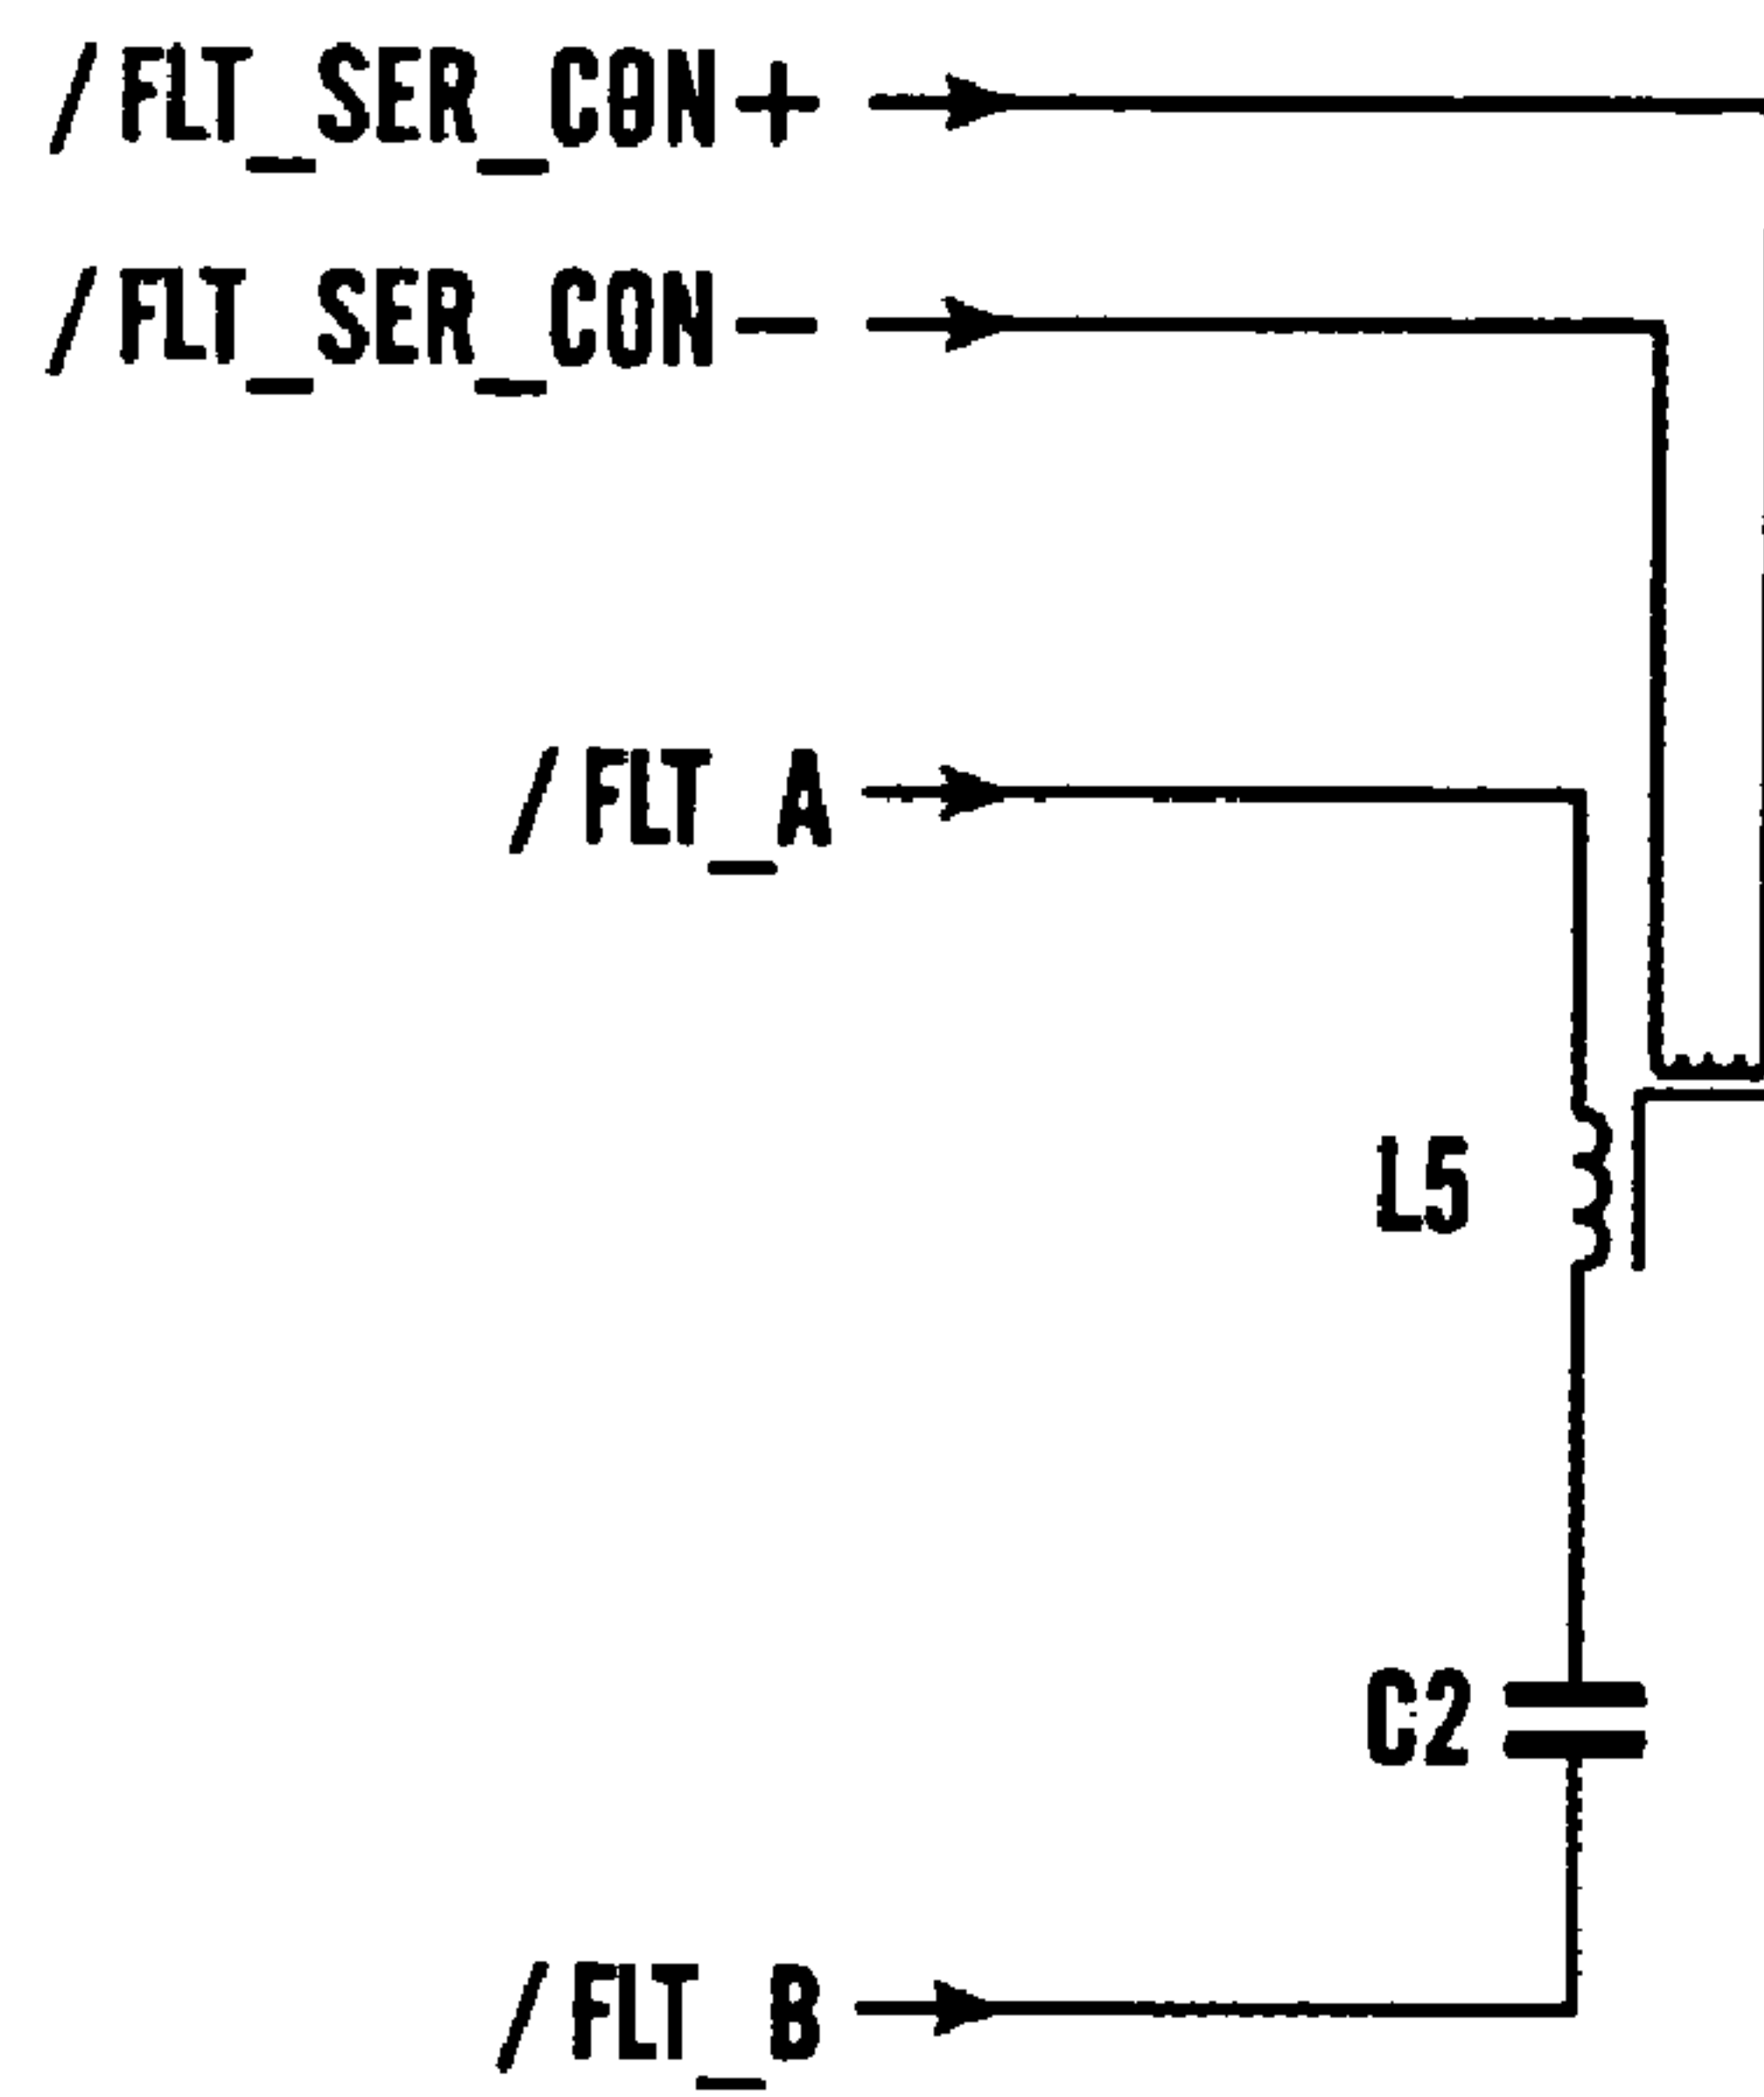 /FLT_SER_CON+
/FLT_SER_CON-
/FLT_A
L5
C2
/FLT_B